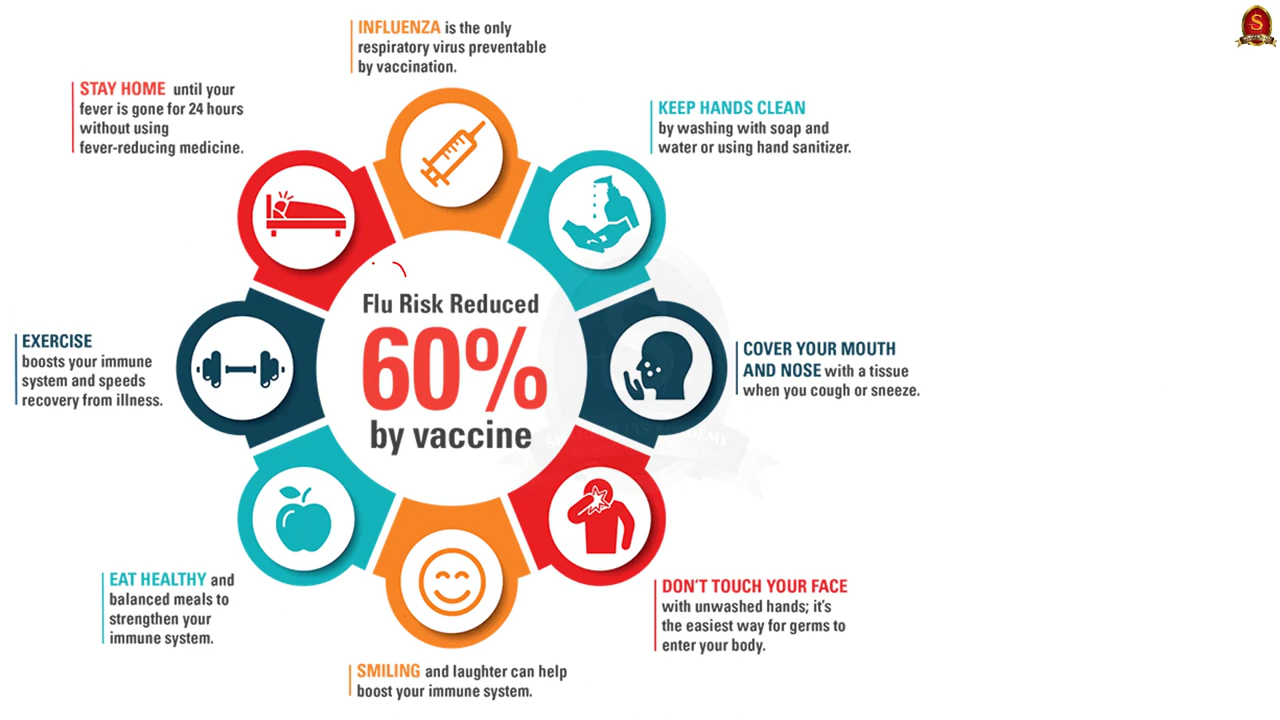 INFLUENZA is the only
respiratory virus preventable
by vaccination.
STAY HOME until your
fever is gone for 24 hours
without using
fever-reducing medicine.
KEEP HANDS CLEAN
by washing with soap and
water or using hand sanitizer.
Flu Risk Reduced
60%
by vaccine
EXERCISE
boosts your immune
system and speeds
recovery from illness.
COVER YOUR MOUTH
AND NOSE with a tissue
when you cough or sneeze.
EAT HEALTHY and
balanced meals to
strengthen your
immune system.
DON'T TOUCH YOUR FACE
with unwashed hands; it's
the easiest way for germs to
enter your body.
SMILING and laughter can help
boost your immune system.